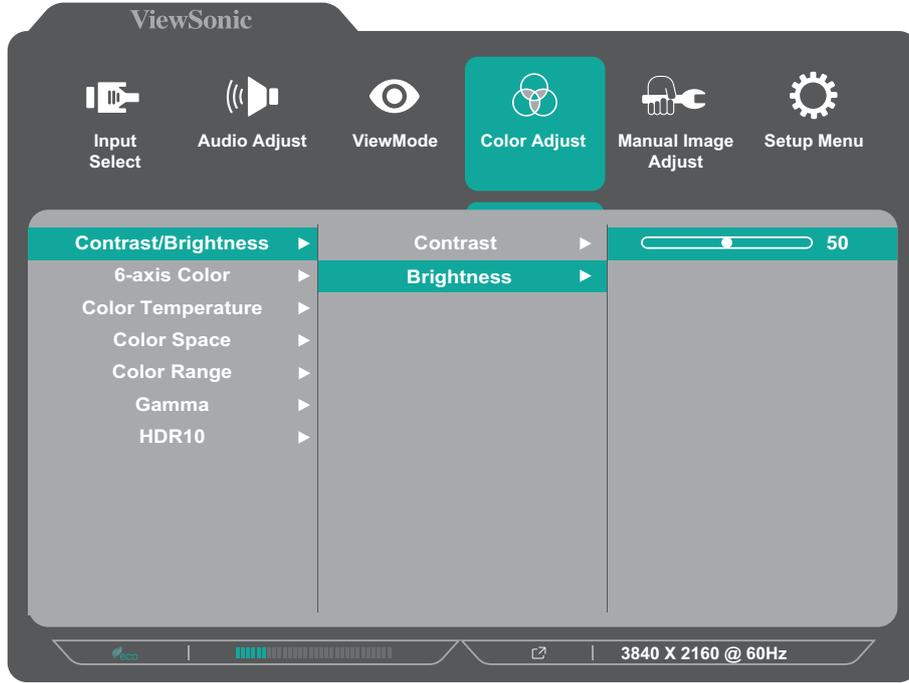 ViewSonic
Input
Select
Audio Adjust
ViewMode
Color Adjust
Manual Image
Adjust
Setup Menu
Contrast/Brightness
Contrast
50
6-axis Color
Brightness
Color Temperature
Color Space
Color Range
Gamma
HDR10
eco
3840 X 2160 @ 60Hz